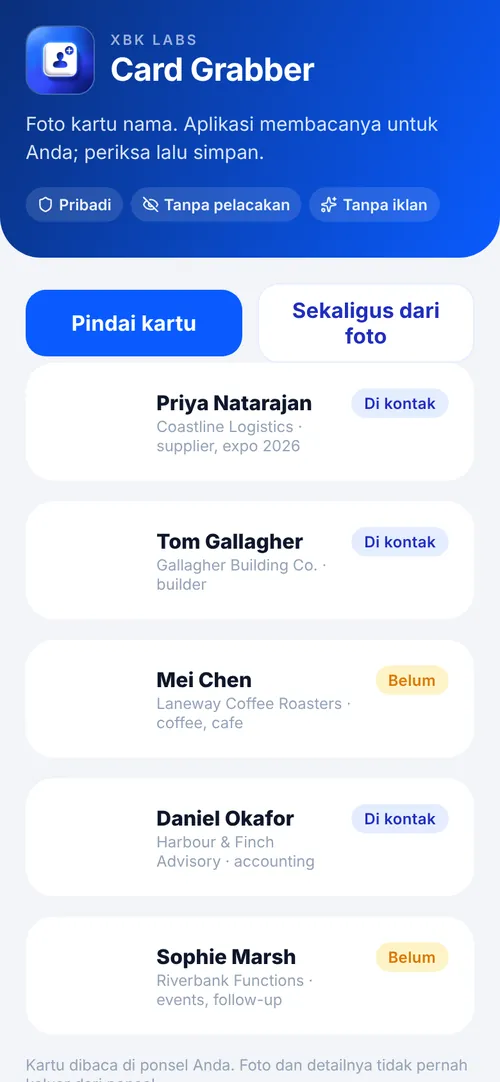 XBK LABS
Card Grabber
Foto kartu nama. Aplikasi membacanya untuk
Anda; periksa lalu simpan.
Pribadi
Tanpa pelacakan
Tanpa iklan
Pindai kartu
Sekaligus dari
foto
Priya Natarajan
Di kontak
Coastline Logistics ·
supplier, expo 2026
Tom Gallagher
Di kontak
Gallagher Building Co. ·
builder
Mei Chen
Belum
Laneway Coffee Roasters ·
coffee, cafe
Daniel Okafor
Di kontak
Harbour & Finch
Advisory · accounting
Sophie Marsh
Belum
Riverbank Functions ·
events, follow-up
Kartu dibaca di ponsel Anda. Foto dan detailnya tidak pernah